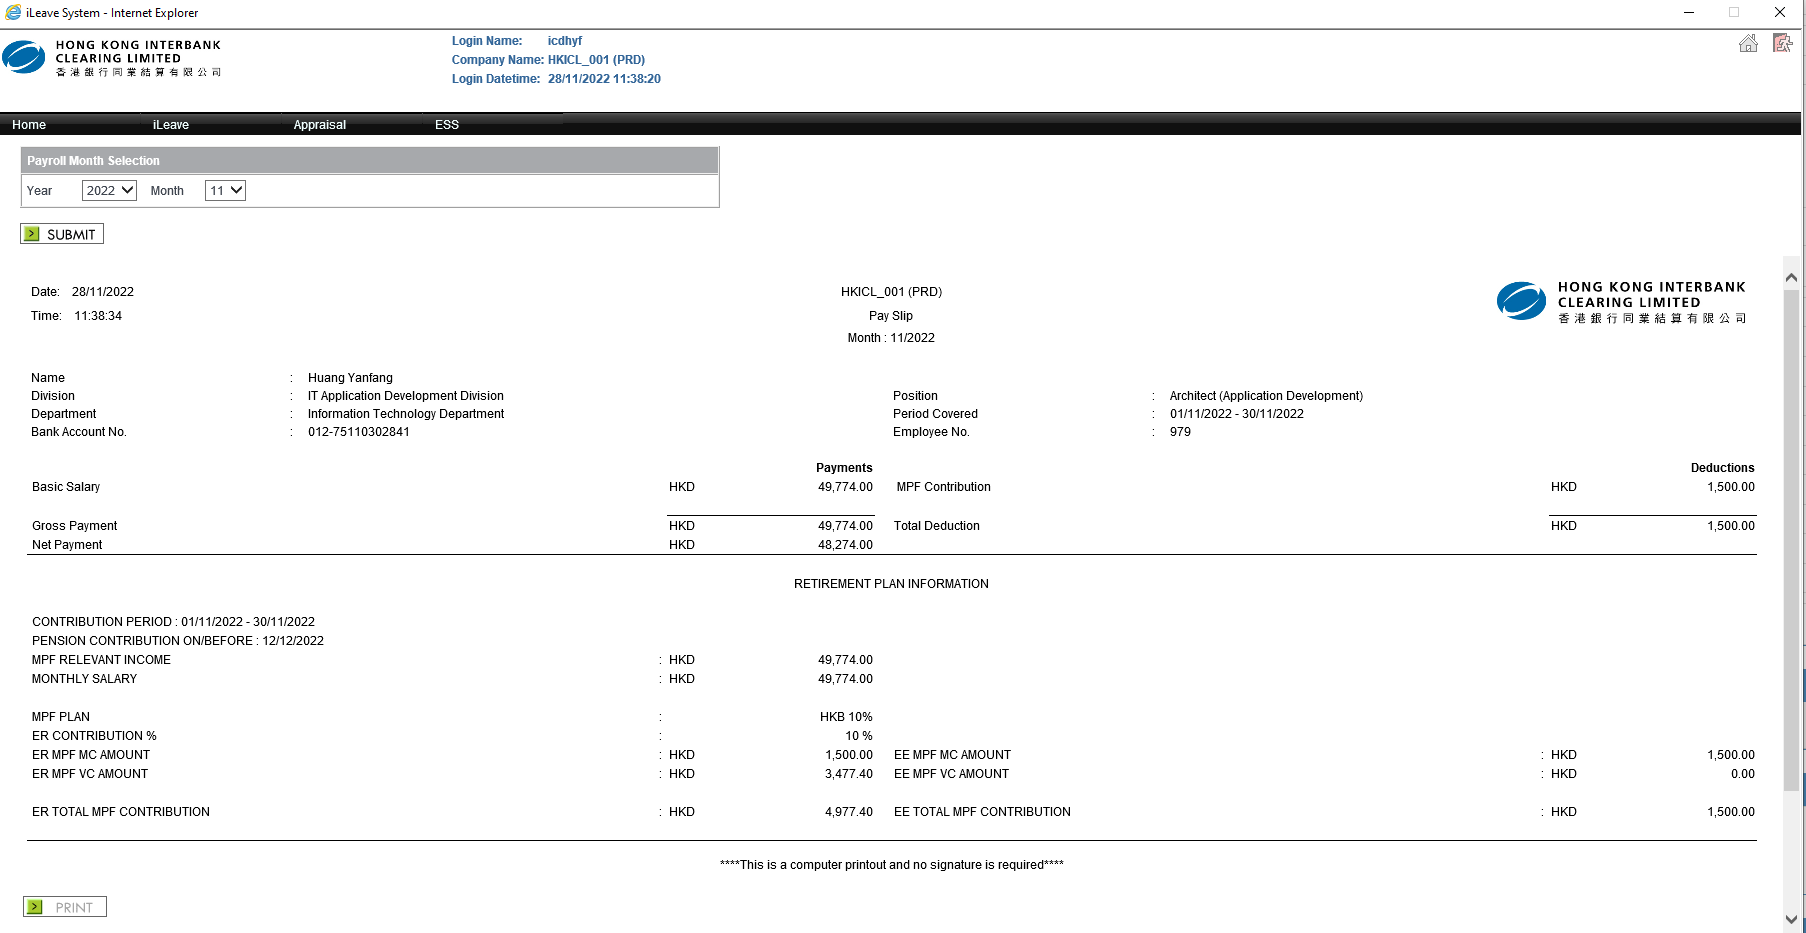 iLeave System - Internet Explorer
HONG KONG INTERBANK
CLEARING LIMITED
香港銀行同業結算有限公司
Login Name: icdhyf
Company Name: HKICL_001 (PRD)
Login Datetime: 28/11/2022 11:38:20
Home iLeave Appraisal ESS
Payroll Month Selection
Year 2022 Month 11
SUBMIT
Date: 28/11/2022 HKICL_001 (PRD)
Time: 11:38:34 Pay Slip
Month : 11/2022
HONG KONG INTERBANK
CLEARING LIMITED
香港銀行同業結算有限公司
Name : Huang Yanfang
Division : IT Application Development Division Position : Architect (Application Development)
Department : Information Technology Department Period Covered : 01/11/2022 - 30/11/2022
Bank Account No. : 012-75110302841 Employee No. : 979
Payments Deductions
Basic Salary HKD 49,774.00 MPF Contribution HKD 1,500.00
Gross Payment HKD 49,774.00 Total Deduction HKD 1,500.00
Net Payment HKD 48,274.00
RETIREMENT PLAN INFORMATION
CONTRIBUTION PERIOD : 01/11/2022 - 30/11/2022
PENSION CONTRIBUTION ON/BEFORE : 12/12/2022
MPF RELEVANT INCOME : HKD 49,774.00
MONTHLY SALARY : HKD 49,774.00
MPF PLAN : HKB 10%
ER CONTRIBUTION % : 10 %
ER MPF MC AMOUNT : HKD 1,500.00 EE MPF MC AMOUNT : HKD 1,500.00
ER MPF VC AMOUNT : HKD 3,477.40 EE MPF VC AMOUNT : HKD 0.00
ER TOTAL MPF CONTRIBUTION : HKD 4,977.40 EE TOTAL MPF CONTRIBUTION : HKD 1,500.00
****This is a computer printout and no signature is required****
PRINT